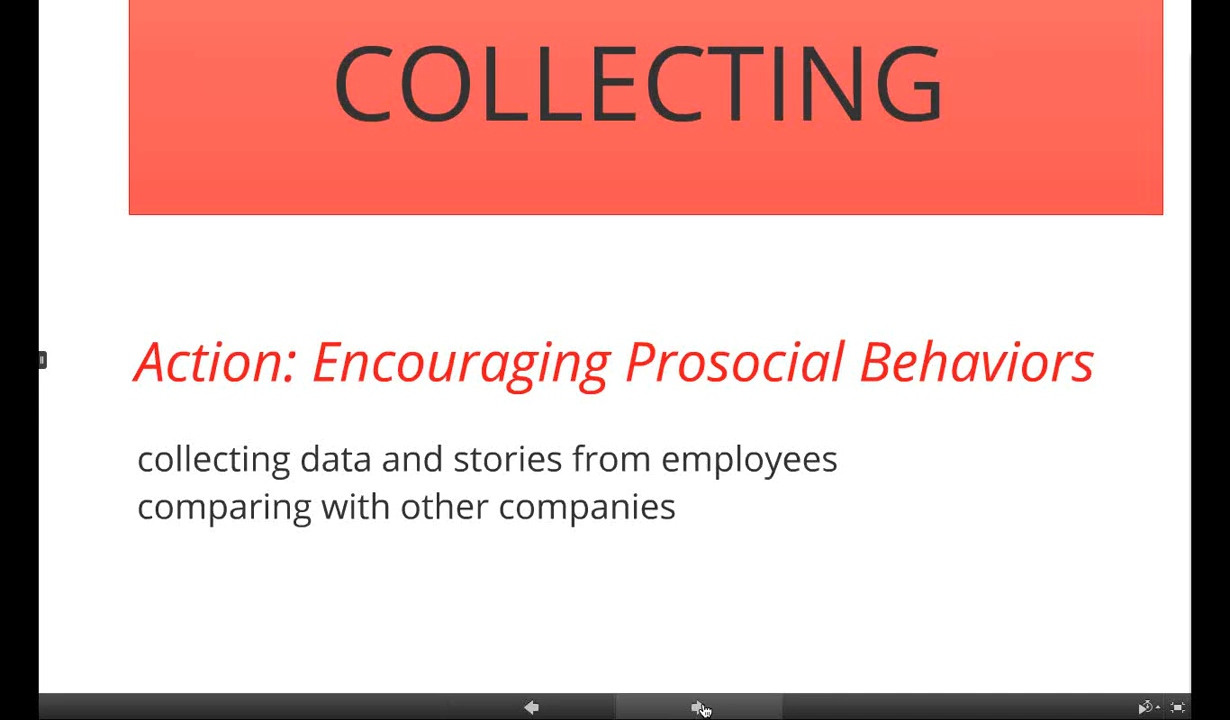 COLLECTING
Action: Encouraging Prosocial Behaviors
collecting data and stories from employees
comparing with other companies